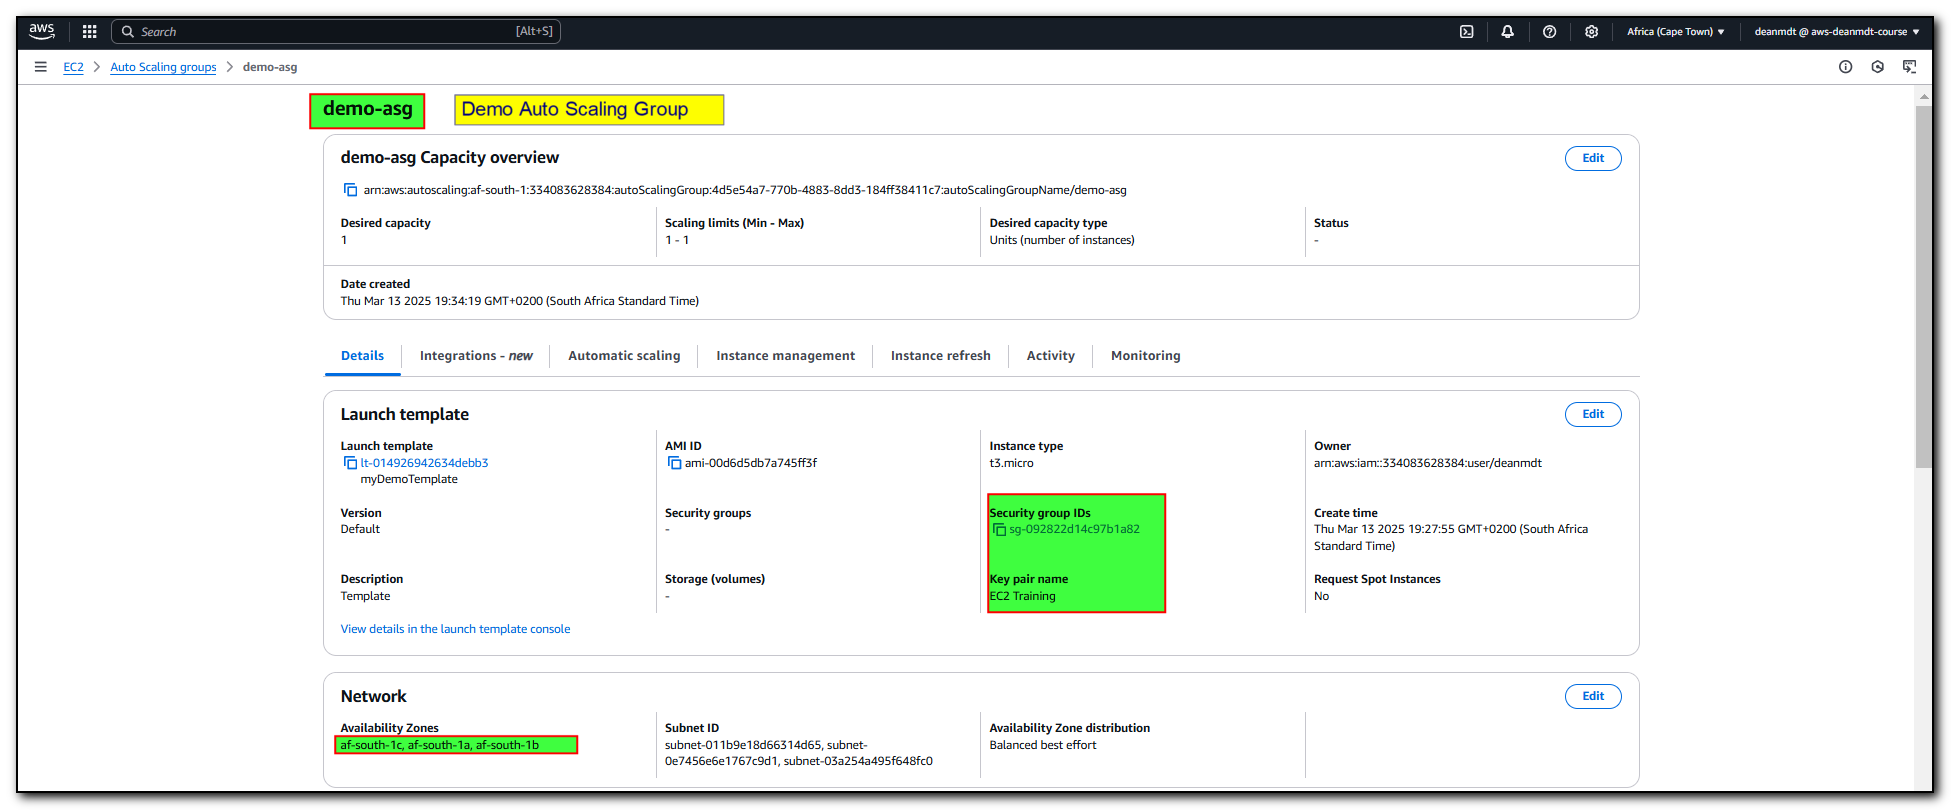 aws
Search [Alt+S]
Africa (Cape Town) ▼
deanmdt @ aws-deanmdt-course ▼
EC2 > Auto Scaling groups > demo-asg
demo-asg
Demo Auto Scaling Group
demo-asg Capacity overview
Edit
arn:aws:autoscaling:af-south-1:334083628384:autoScalingGroup:4d5e54a7-770b-4883-8dd3-184ff38411c7:autoScalingGroupName/demo-asg
Desired capacity
1
Scaling limits (Min - Max)
1 - 1
Desired capacity type
Units (number of instances)
Status
-
Date created
Thu Mar 13 2025 19:34:19 GMT+0200 (South Africa Standard Time)
Details
Integrations - new
Automatic scaling
Instance management
Instance refresh
Activity
Monitoring
Launch template
Edit
Launch template
lt-014926942634debb3
myDemoTemplate
AMI ID
ami-00d6d5db7a745ff3f
Instance type
t3.micro
Owner
arn:aws:iam::334083628384:user/deanmdt
Version
Default
Security groups
-
Security group IDs
sg-092822d14c97b1a82
Create time
Thu Mar 13 2025 19:27:55 GMT+0200 (South Africa
Standard Time)
Description
Template
Storage (volumes)
-
Key pair name
EC2 Training
Request Spot Instances
No
View details in the launch template console
Network
Edit
Availability Zones
af-south-1c, af-south-1a, af-south-1b
Subnet ID
subnet-011b9e18d66314d65, subnet-
0e7456e6e1767c9d1, subnet-03a254a495f648fc0
Availability Zone distribution
Balanced best effort